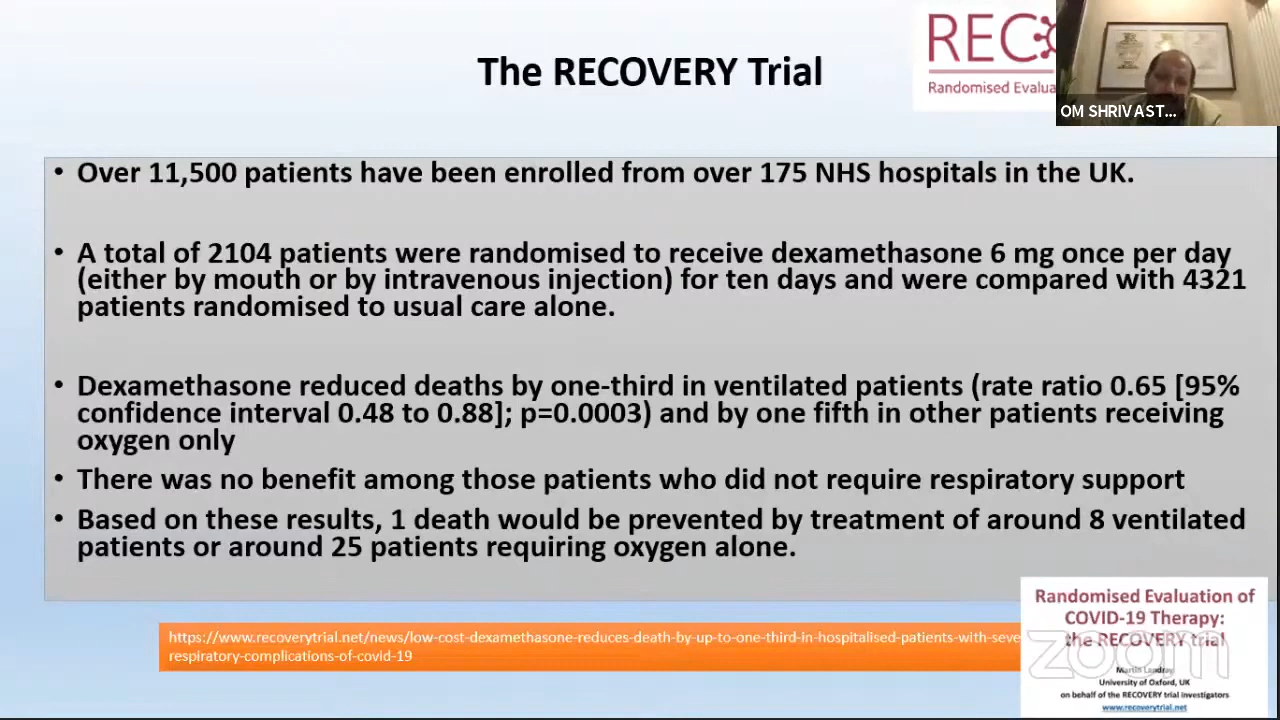 The RECOVERY Trial
REC
Randomised Evalua
OM SHRIVAST...
• Over 11,500 patients have been enrolled from over 175 NHS hospitals in the UK.
• A total of 2104 patients were randomised to receive dexamethasone 6 mg once per day
(either by mouth or by intravenous injection) for ten days and were compared with 4321
patients randomised to usual care alone.
• Dexamethasone reduced deaths by one-third in ventilated patients (rate ratio 0.65 [95%
confidence interval 0.48 to 0.88]; p=0.0003) and by one fifth in other patients receiving
oxygen only
• There was no benefit among those patients who did not require respiratory support
• Based on these results, 1 death would be prevented by treatment of around 8 ventilated
patients or around 25 patients requiring oxygen alone.
https://www.recoverytrial.net/news/low-cost-dexamethasone-reduces-death-by-up-to-one-third-in-hospitalised-patients-with-seve
respiratory-complications-of-covid-19
Randomised Evaluation of
COVID-19 Therapy:
the RECOVERY trial
zoom
Martin Landray
University of Oxford, UK
on behalf of the RECOVERY trial investigators
www.recoverytrial.net